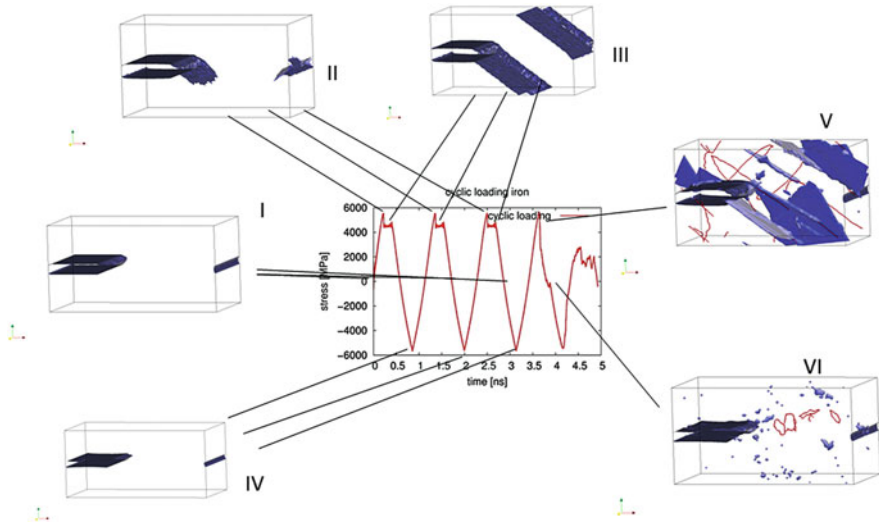 II
III
V
I
cyclic loading iron
cyclic loading
6000
4000
2000
0
-2000
-4000
-6000
stress [MPa]
0 0.5 1 1.5 2 2.5 3 3.5 4 4.5 5
time [ns]
VI
IV